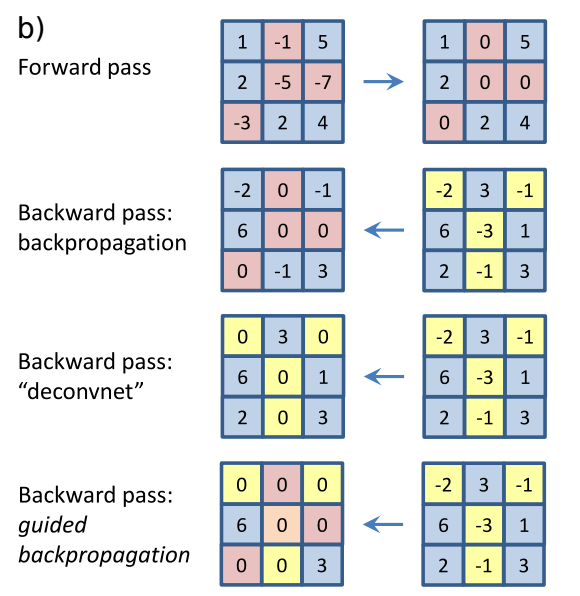 b)
Forward pass
1 -1 5 1 0 5
2 -5 -7 2 0 0
-3 2 4 0 2 4
Backward pass:
backpropagation
-2 0 -1 -2 3 -1
6 0 0 6 -3 1
0 -1 3 2 -1 3
Backward pass:
“deconvnet”
0 3 0 -2 3 -1
6 0 1 6 -3 1
2 0 3 2 -1 3
Backward pass:
guided
backpropagation
0 0 0 -2 3 -1
6 0 0 6 -3 1
0 0 3 2 -1 3